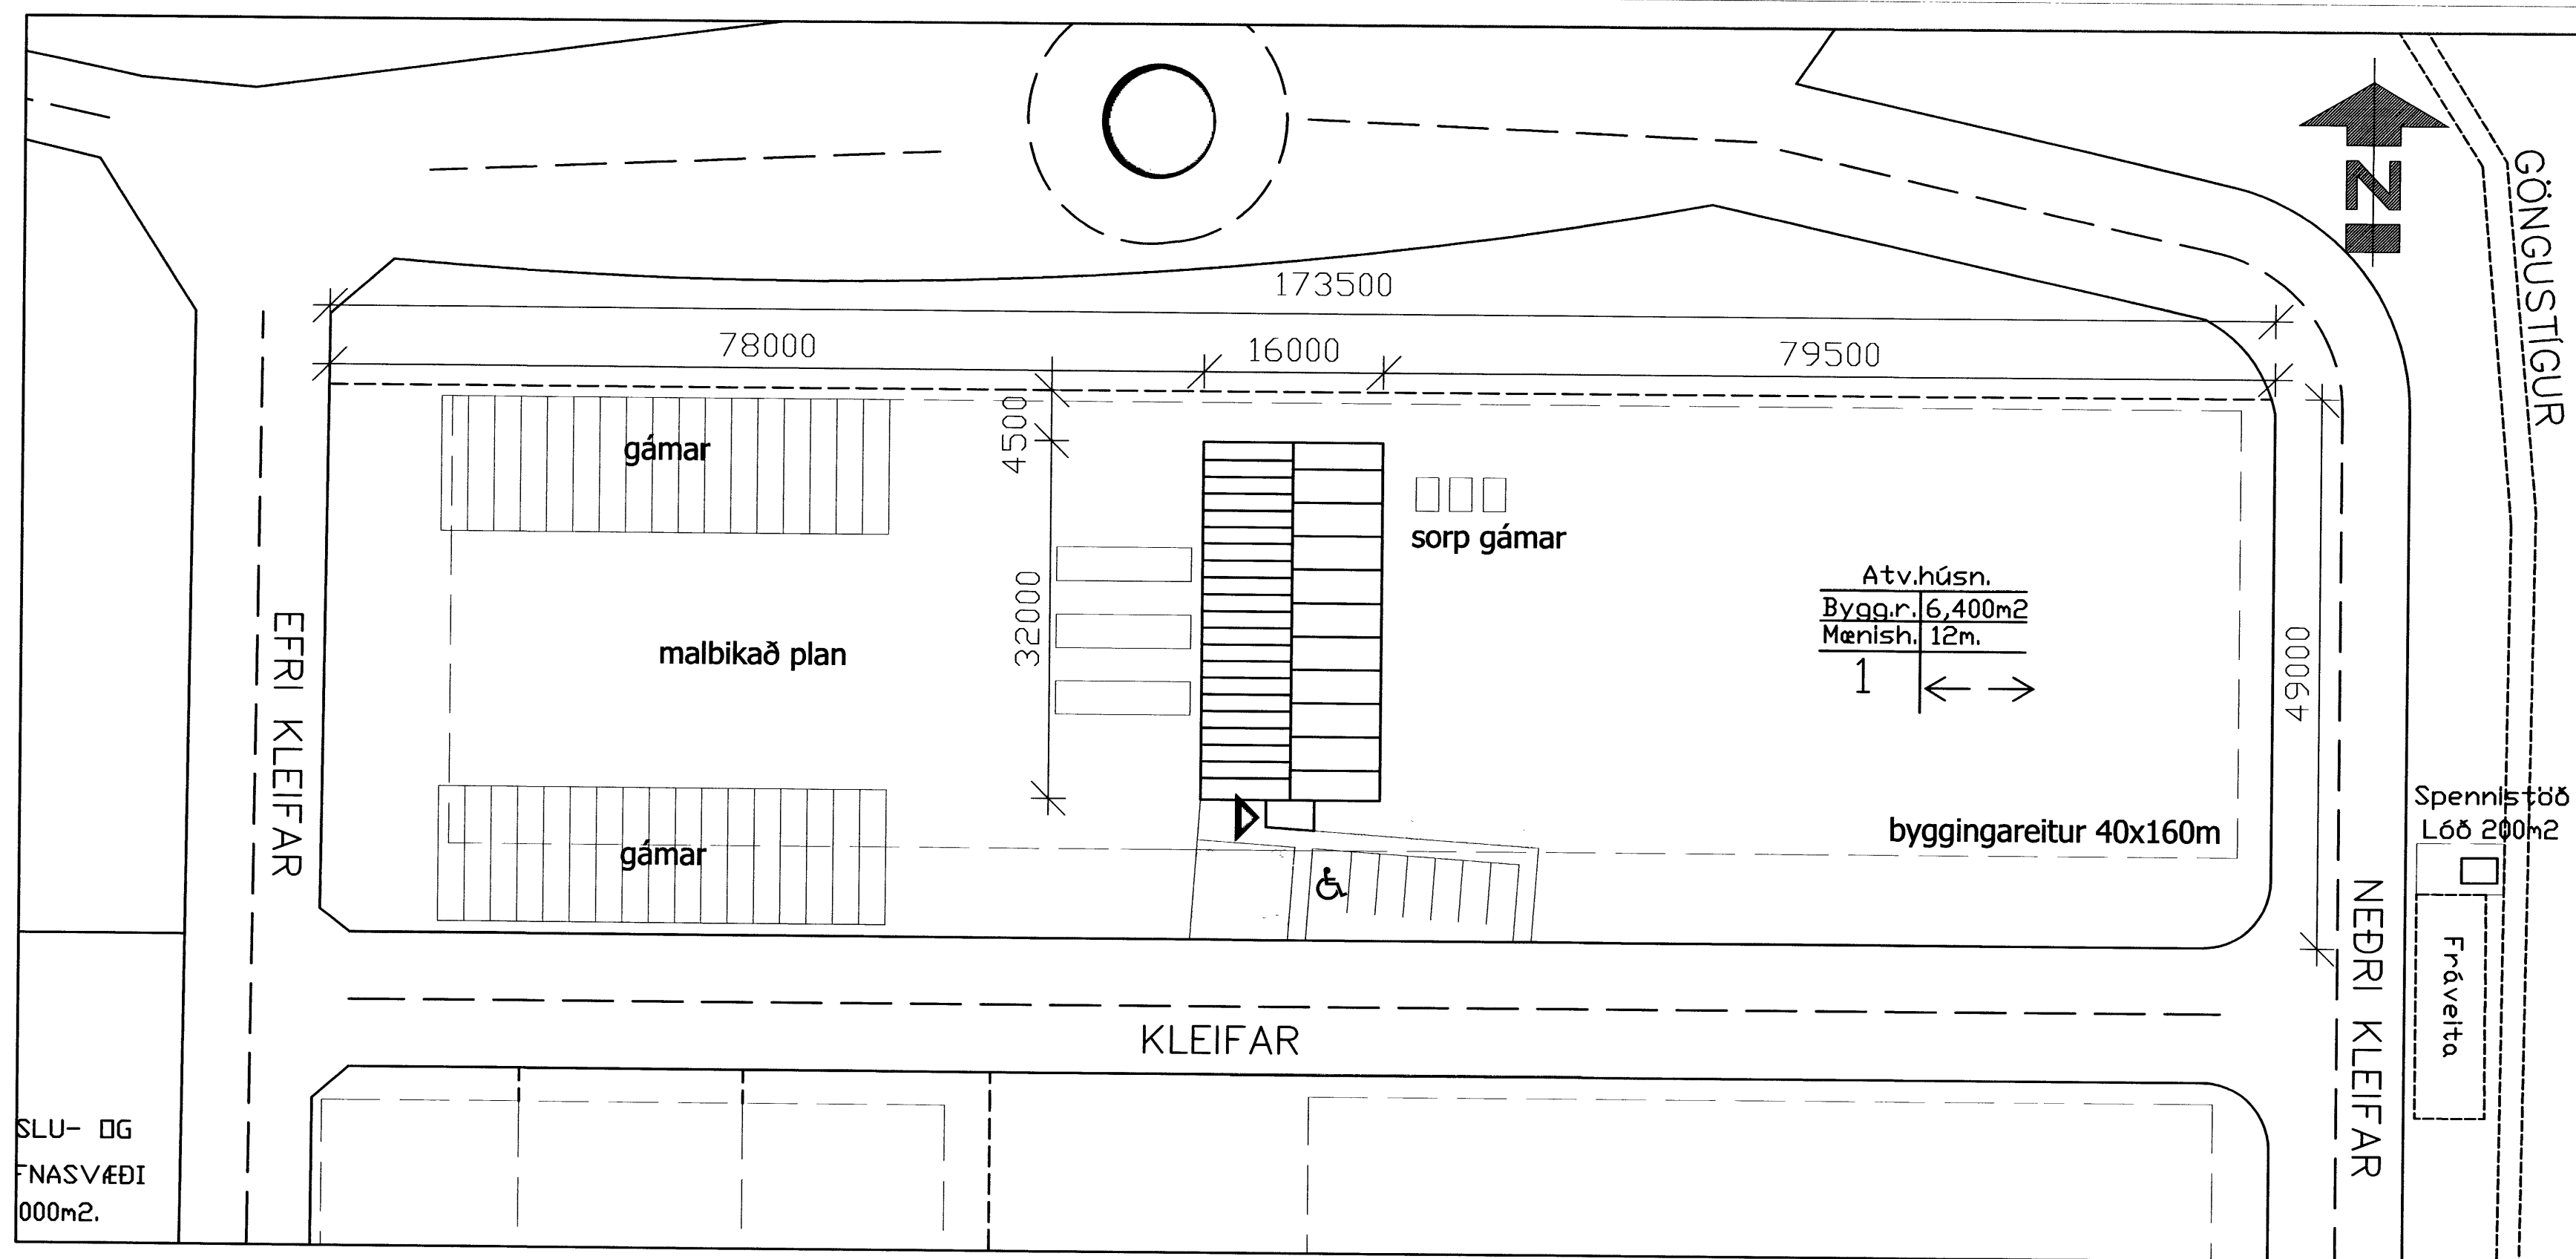 N
GÖNGUSTÍGUR
173500
78000
16000
79500
4500
gámar
sorp gámar
Atv.húsn.
Bygg.r. 6,400m2
Mænish. 12m.
1
32000
malbikað plan
49000
EFRI KLEIFAR
gámar
byggingareitur 40x160m
Spennistöð
Lóð 200m2
NEÐRI KLEIFAR
Fráveita
KLEIFAR
SLU- OG
FNASVÆÐI
000m2.